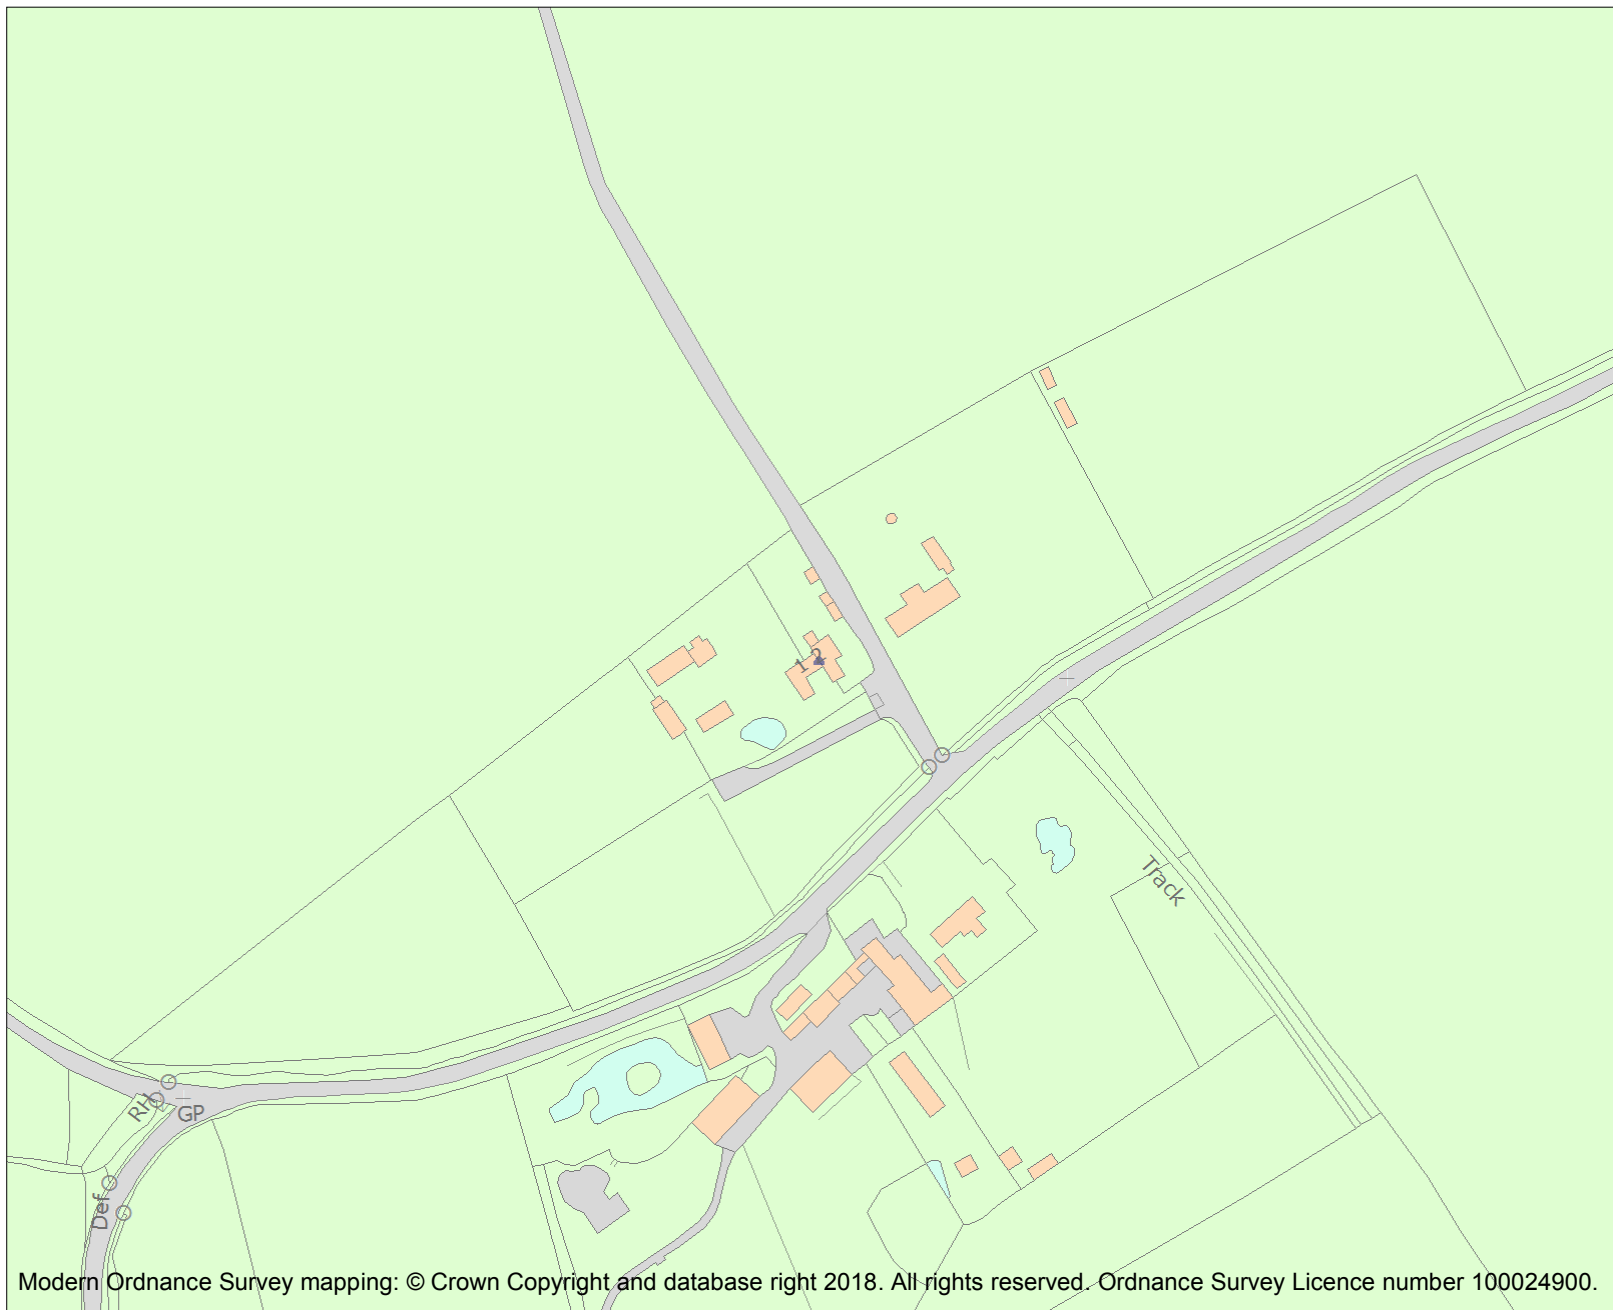 1 2
Track
RH
GP
Def
Modern Ordnance Survey mapping: © Crown Copyright and database right 2018. All rights reserved. Ordnance Survey Licence number 100024900.